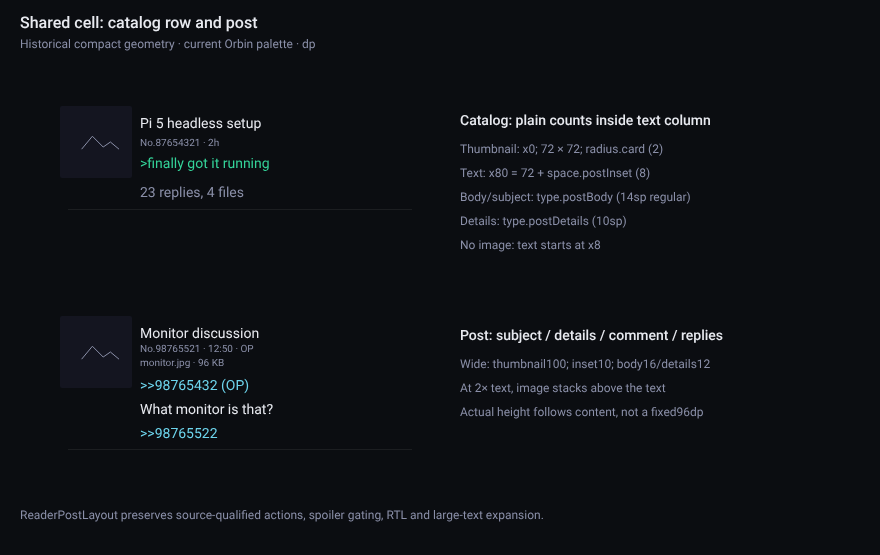 Shared cell: catalog row and post
Historical compact geometry · current Orbin palette · dp
Pi 5 headless setup
No.87654321 · 2h
>finally got it running
23 replies, 4 files
Catalog: plain counts inside text column
Thumbnail: x0; 72 × 72; radius.card (2)
Text: x80 = 72 + space.postInset (8)
Body/subject: type.postBody (14sp regular)
Details: type.postDetails (10sp)
No image: text starts at x8
Monitor discussion
No.98765521 · 12:50 · OP
monitor.jpg · 96 KB
>>98765432 (OP)
What monitor is that?
>>98765522
Post: subject / details / comment / replies
Wide: thumbnail100; inset10; body16/details12
At 2× text, image stacks above the text
Actual height follows content, not a fixed96dp
ReaderPostLayout preserves source-qualified actions, spoiler gating, RTL and large-text expansion.